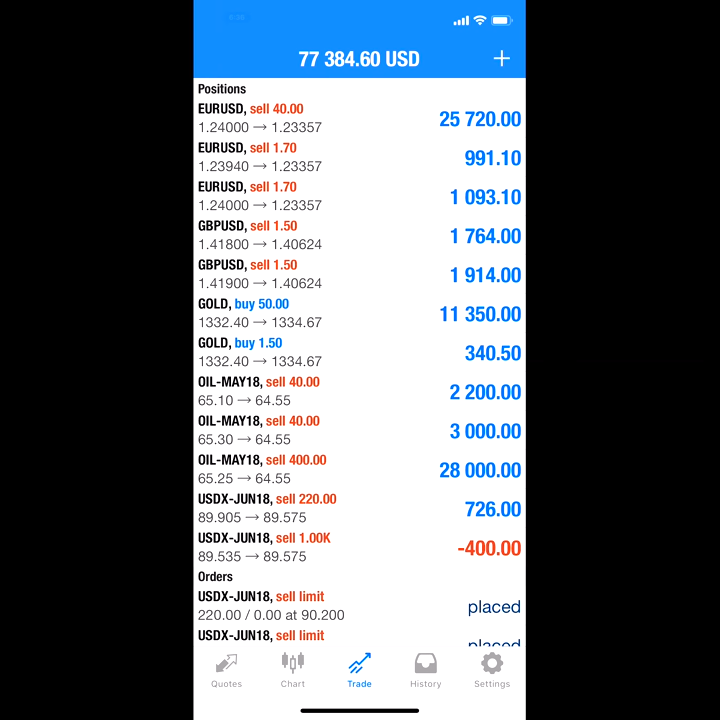 77 384.60 USD
Positions
EURUSD, sell 40.00
1.24000 → 1.23357
25 720.00
EURUSD, sell 1.70
1.23940 → 1.23357
991.10
EURUSD, sell 1.70
1.24000 → 1.23357
1 093.10
GBPUSD, sell 1.50
1.41800 → 1.40624
1 764.00
GBPUSD, sell 1.50
1.41900 → 1.40624
1 914.00
GOLD, buy 50.00
1332.40 → 1334.67
11 350.00
GOLD, buy 1.50
1332.40 → 1334.67
340.50
OIL-MAY18, sell 40.00
65.10 → 64.55
2 200.00
OIL-MAY18, sell 40.00
65.30 → 64.55
3 000.00
OIL-MAY18, sell 400.00
65.25 → 64.55
28 000.00
USDX-JUN18, sell 220.00
89.905 → 89.575
726.00
USDX-JUN18, sell 1.00K
89.535 → 89.575
-400.00
Orders
USDX-JUN18, sell limit
220.00 / 0.00 at 90.200
placed
USDX-JUN18, sell limit
placed
Quotes
Chart
Trade
History
Settings